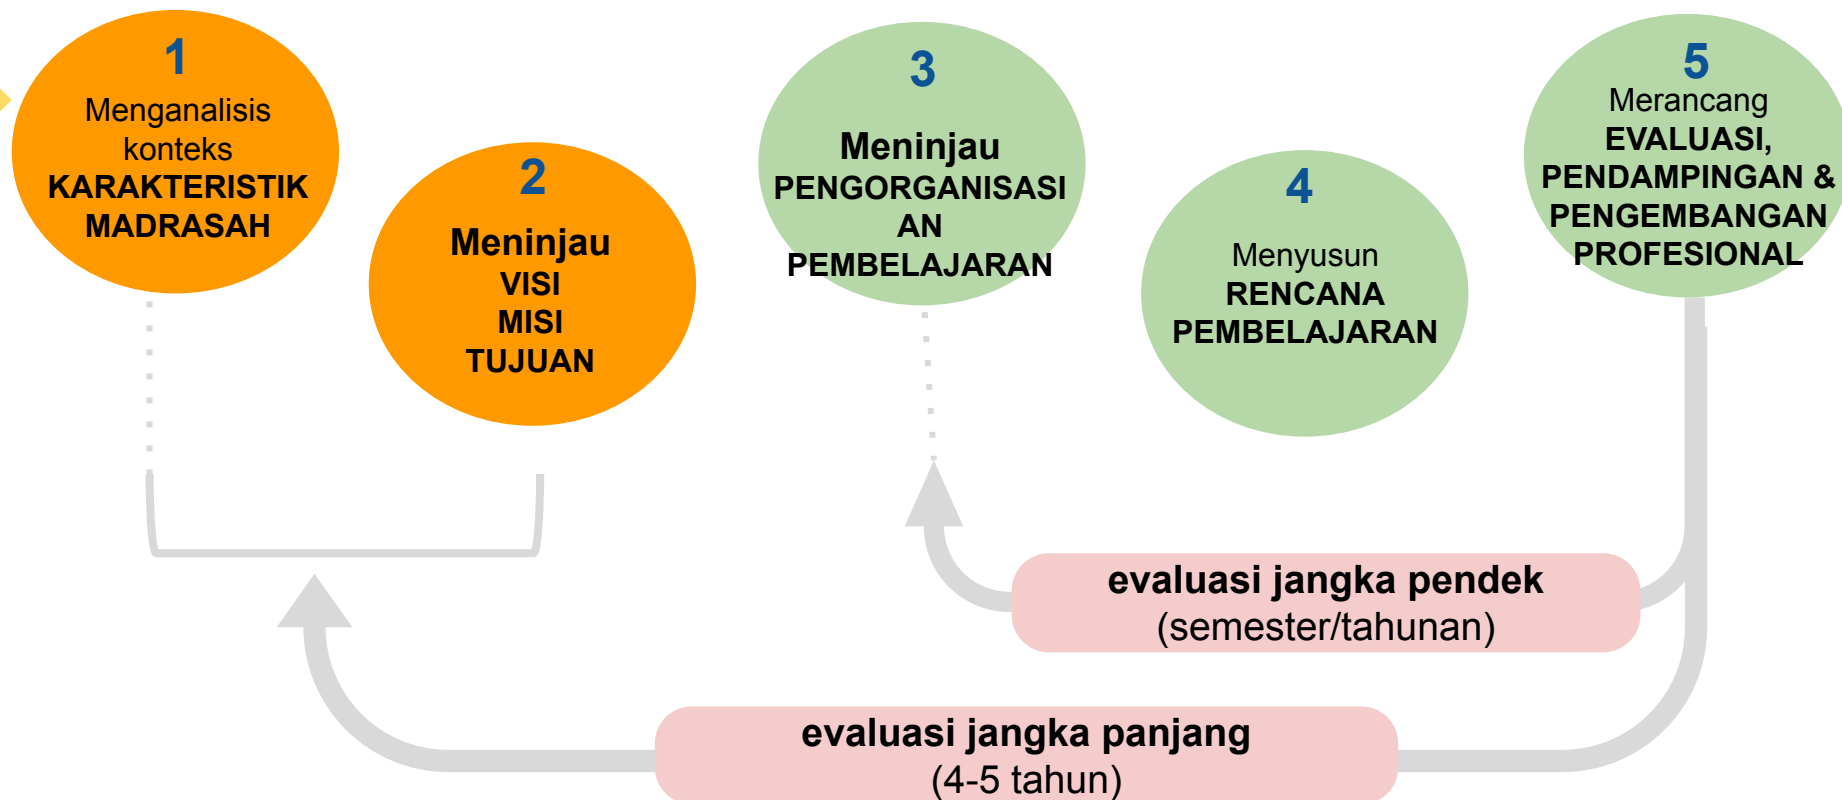 1
Menganalisis
konteks
KARAKTERISTIK
MADRASAH
2
Meninjau
VISI
MISI
TUJUAN
3
Meninjau
PENGORGANISASI
AN
PEMBELAJARAN
4
Menyusun
RENCANA
PEMBELAJARAN
5
Merancang
EVALUASI,
PENDAMPINGAN &
PENGEMBANGAN
PROFESIONAL
evaluasi jangka pendek
(semester/tahunan)
evaluasi jangka panjang
(4-5 tahun)